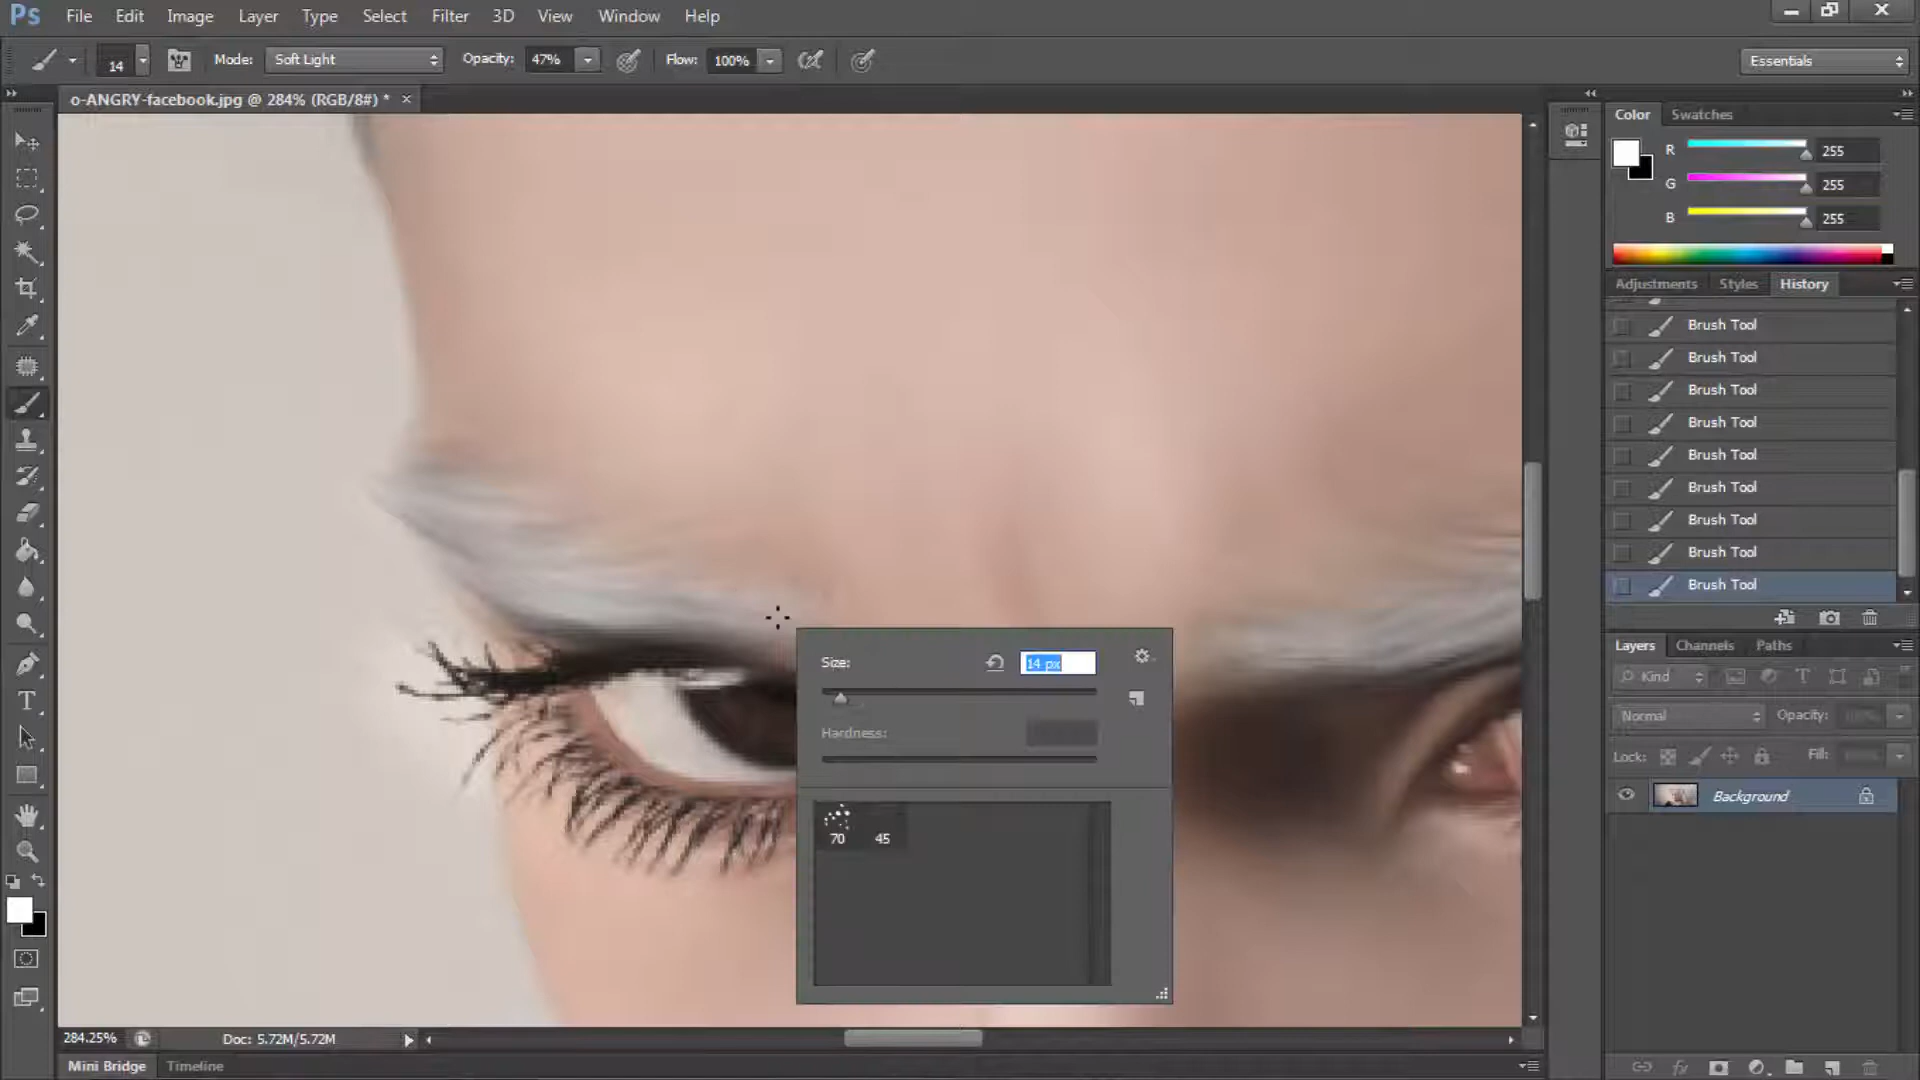 Ps File Edit Image Layer Type Select Filter 3D View Window Help
14 Mode: Soft Light Opacity: 47% Flow: 100% Essentials
o-ANGRY-facebook.jpg @ 284% (RGB/8#) * ×
Color Swatches
R 255
G 255
B 255
Adjustments Styles History
Brush Tool
Brush Tool
Brush Tool
Brush Tool
Brush Tool
Brush Tool
Brush Tool
Brush Tool
Brush Tool
Size: 14 px
Hardness:
70 45
Layers Channels Paths
Kind
Normal Opacity: 100%
Lock: Fill:
Background
284.25% Doc: 5.72M/5.72M
Mini Bridge Timeline